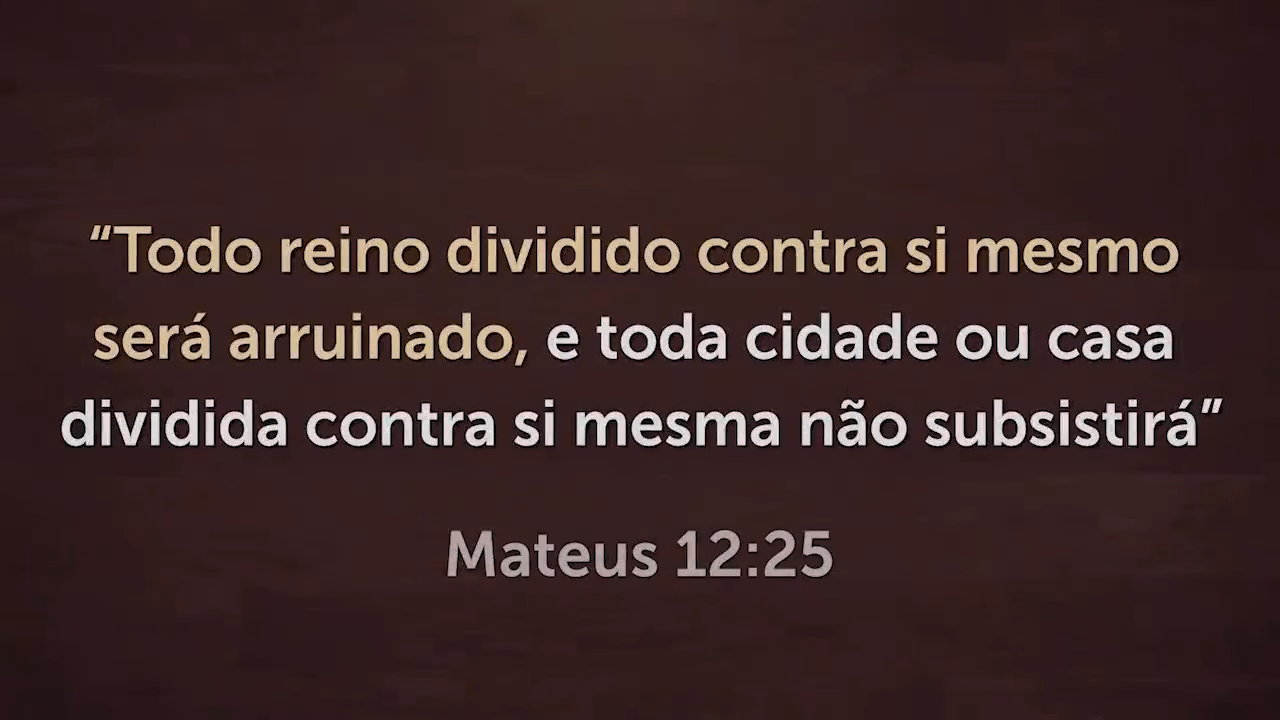 “Todo reino dividido contra si mesmo
será arruinado, e toda cidade ou casa
dividida contra si mesma não subsistirá”
Mateus 12:25